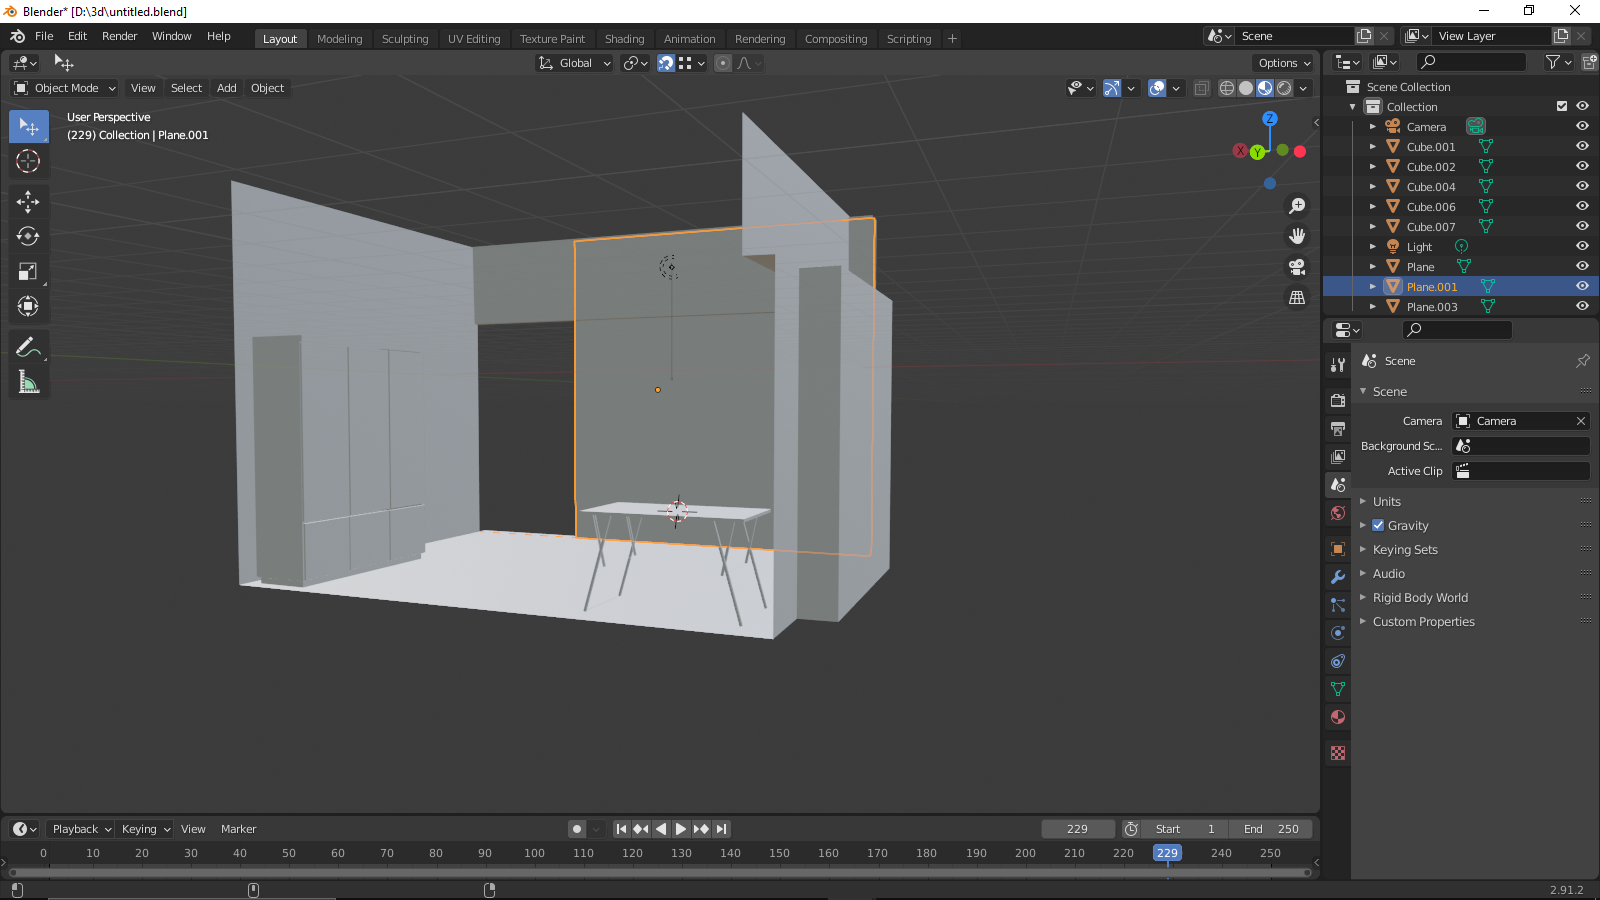 Blender* [D:\3d\untitled.blend]
File Edit Render Window Help
Layout Modeling Sculpting UV Editing Texture Paint Shading Animation Rendering Compositing Scripting
Scene
View Layer
Global
Options
Object Mode View Select Add Object
User Perspective
(229) Collection | Plane.001
Z
X
Y
Scene Collection
Collection
Camera
Cube.001
Cube.002
Cube.004
Cube.006
Cube.007
Light
Plane
Plane.001
Plane.003
Scene
Scene
Camera Camera
Background Sc...
Active Clip
Units
Gravity
Keying Sets
Audio
Rigid Body World
Custom Properties
Playback Keying View Marker
229 Start 1 End 250
0 10 20 30 40 50 60 70 80 90 100 110 120 130 140 150 160 170 180 190 200 210 220 229 240 250
2.91.2